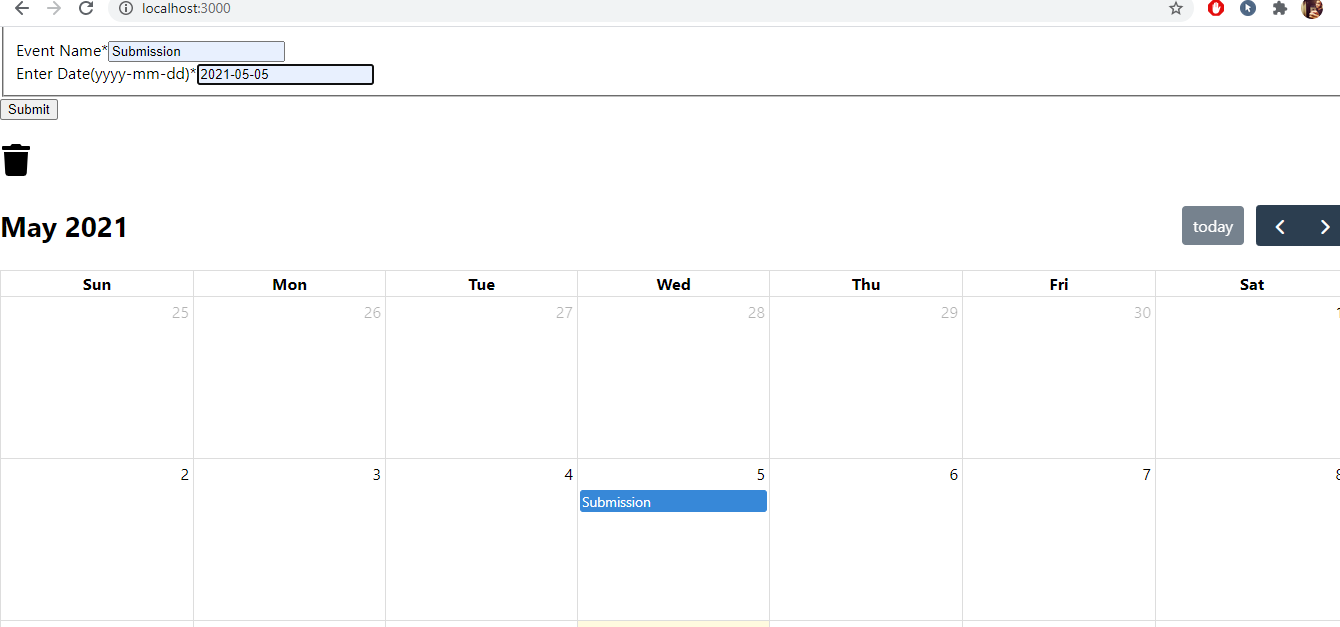 localhost:3000
Event Name*Submission
Enter Date(yyyy-mm-dd)*2021-05-05
Submit
May 2021 today
Sun Mon Tue Wed Thu Fri Sat
25 26 27 28 29 30 1
2 3 4 5 6 7 8
Submission